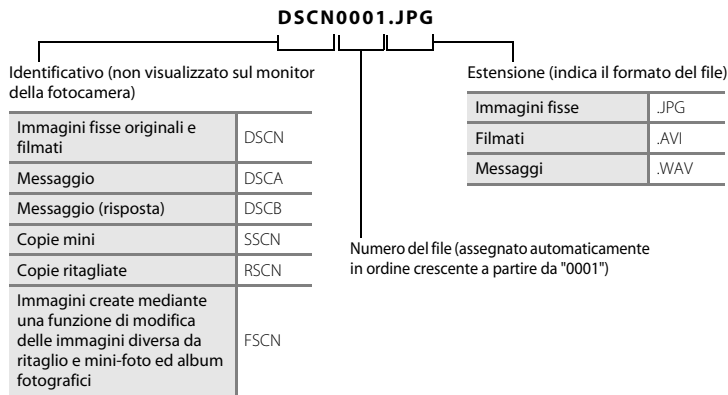 DSCN0001.JPG
Identificativo (non visualizzato sul monitor
della fotocamera)
Immagini fisse originali e
filmati
DSCN
Messaggio
DSCA
Messaggio (risposta)
DSCB
Copie mini
SSCN
Copie ritagliate
RSCN
Immagini create mediante
una funzione di modifica
delle immagini diversa da
ritaglio e mini-foto ed album
fotografici
FSCN
Numero del file (assegnato automaticamente
in ordine crescente a partire da "0001")
Estensione (indica il formato del file)
Immagini fisse
.JPG
Filmati
.AVI
Messaggi
.WAV